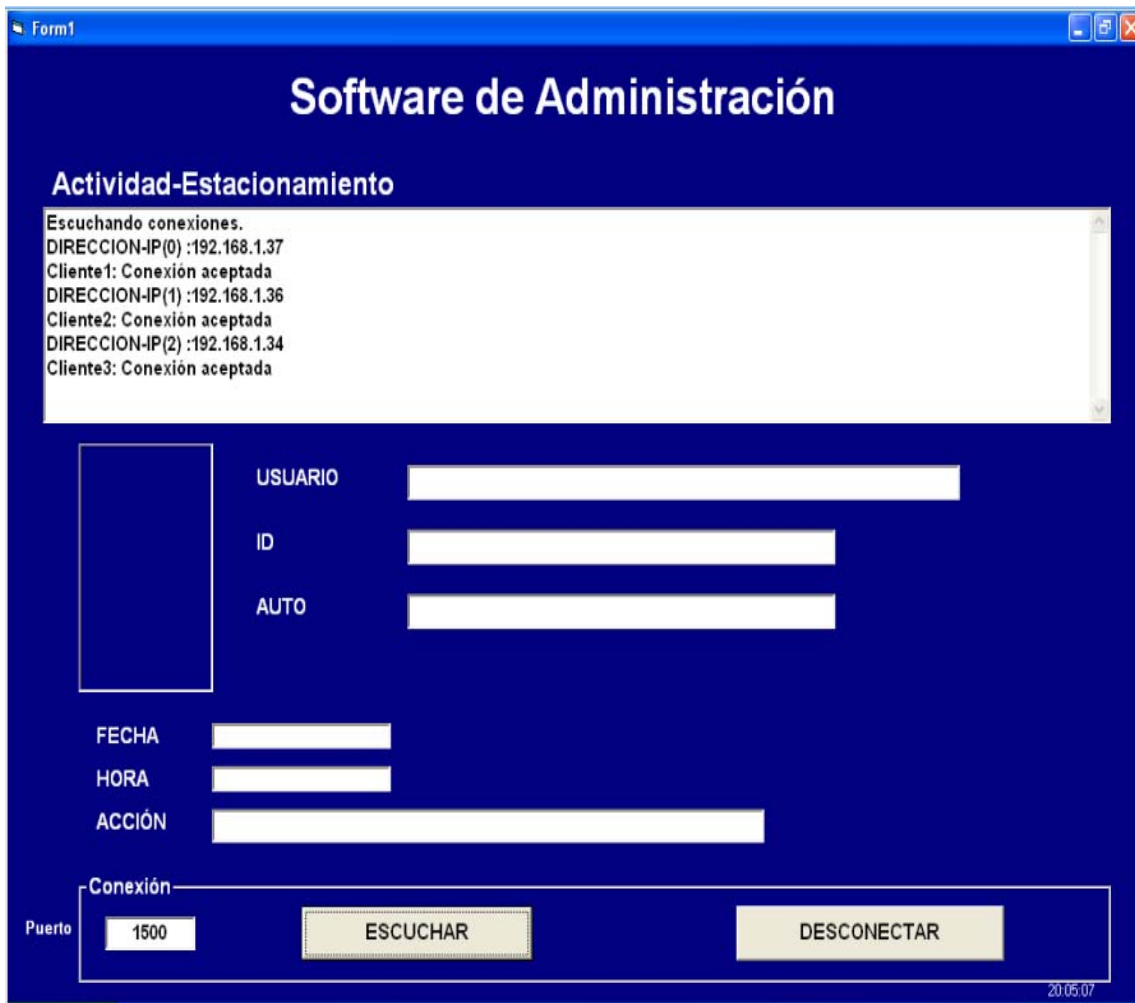 Form1
Software de Administración
Actividad-Estacionamiento
Escuchando conexiones.
DIRECCION-IP(0) :192.168.1.37
Cliente1: Conexión aceptada
DIRECCION-IP(1) :192.168.1.36
Cliente2: Conexión aceptada
DIRECCION-IP(2) :192.168.1.34
Cliente3: Conexión aceptada
USUARIO
ID
AUTO
FECHA
HORA
ACCIÓN
Conexión
Puerto
1500
ESCUCHAR
DESCONECTAR
20:05:07